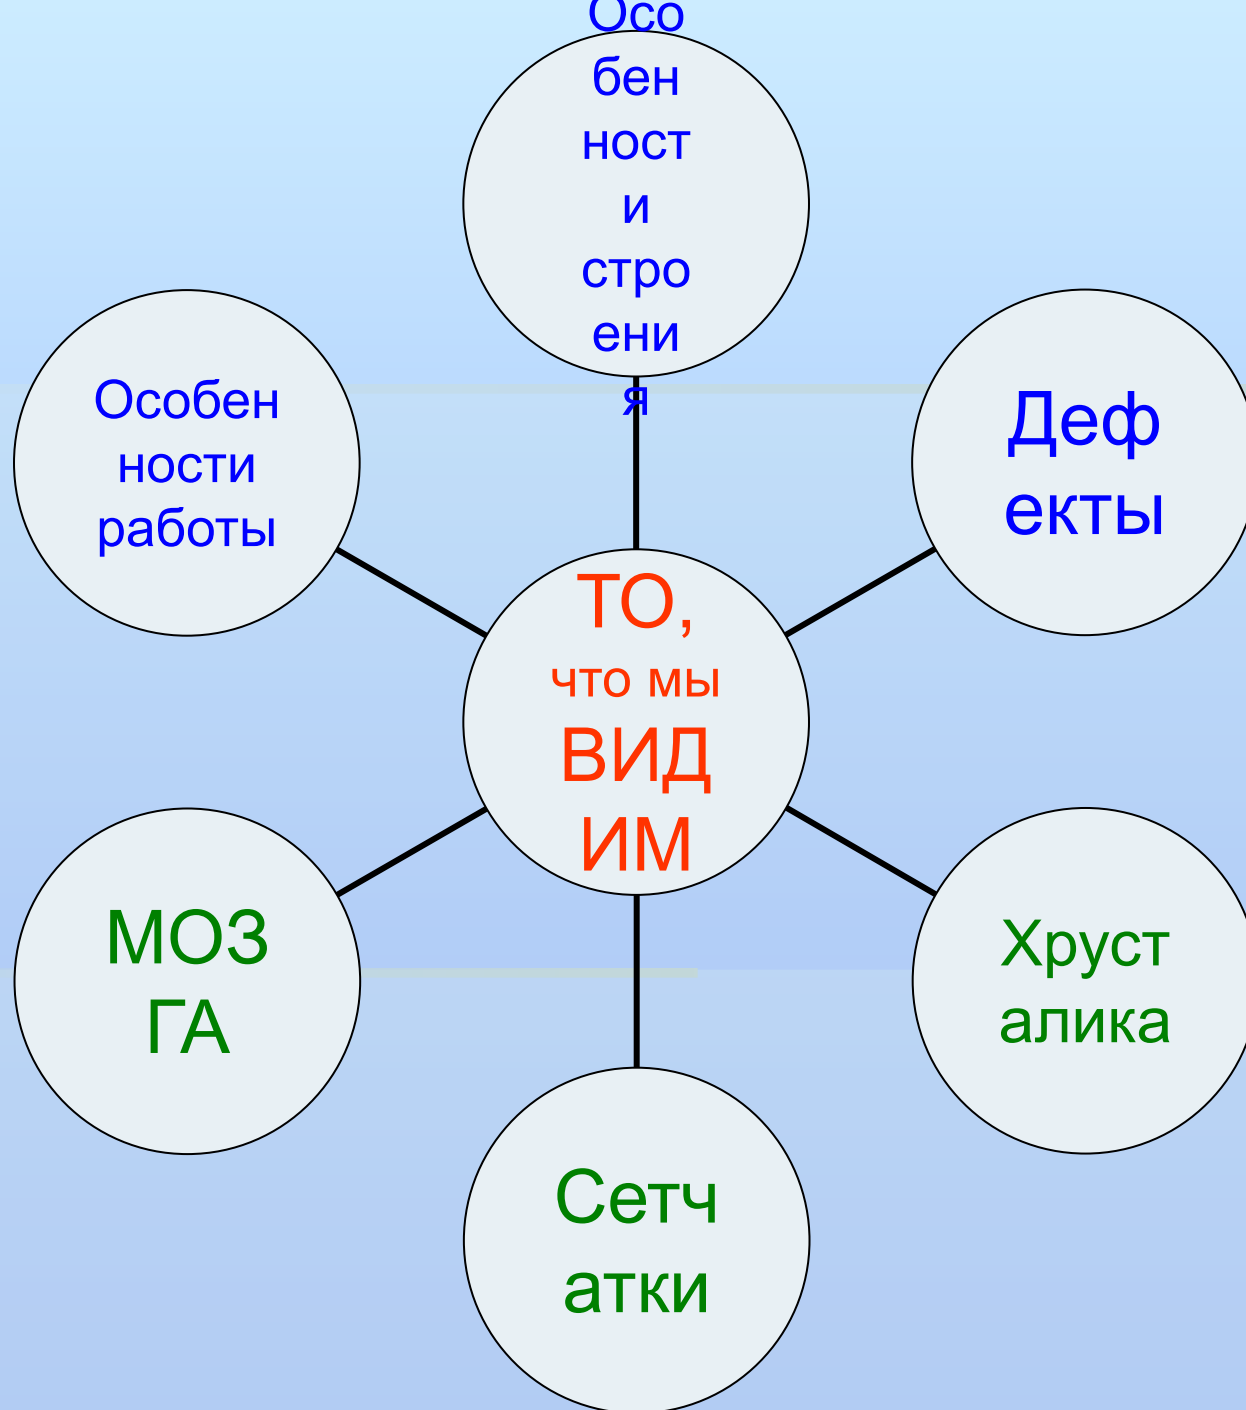 Осо
бен
ност
и
стро
ени
я
Особен
ности
работы
Деф
екты
ТО,
что мы
ВИД
ИМ
МОЗ
ГА
Хруст
алика
Сетч
атки